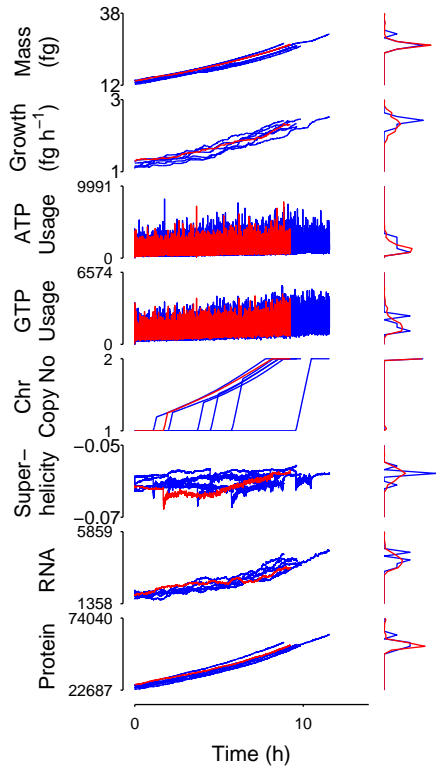 38
Mass
(fg)
12
3
Growth
(fg h⁻¹)
1
9991
ATP
Usage
0
6574
GTP
Usage
0
2
Chr
Copy No
1
−0.05
Super−
helicity
−0.07
5859
RNA
1358
74040
Protein
22687
0 10
Time (h)